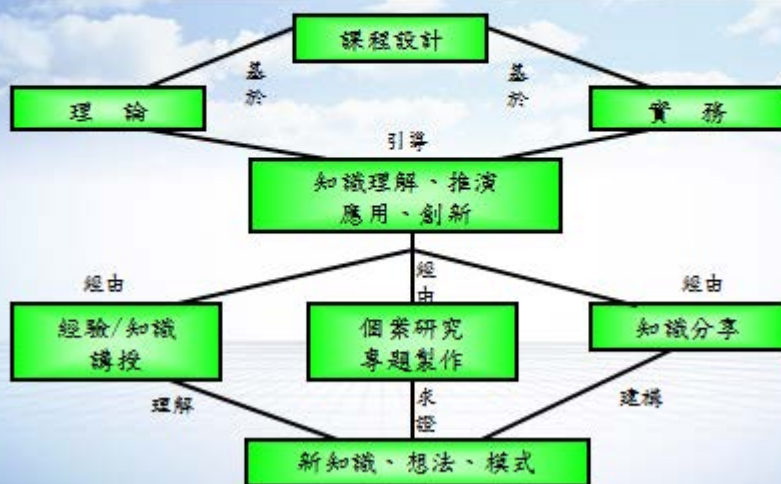 課程設計
基於
基於
理 論
實 務
引導
知識理解、推演
應用、創新
經由
經由
經由
經驗/知識
講授
個案研究
專題製作
知識分享
理解
求證
建構
新知識、想法、模式